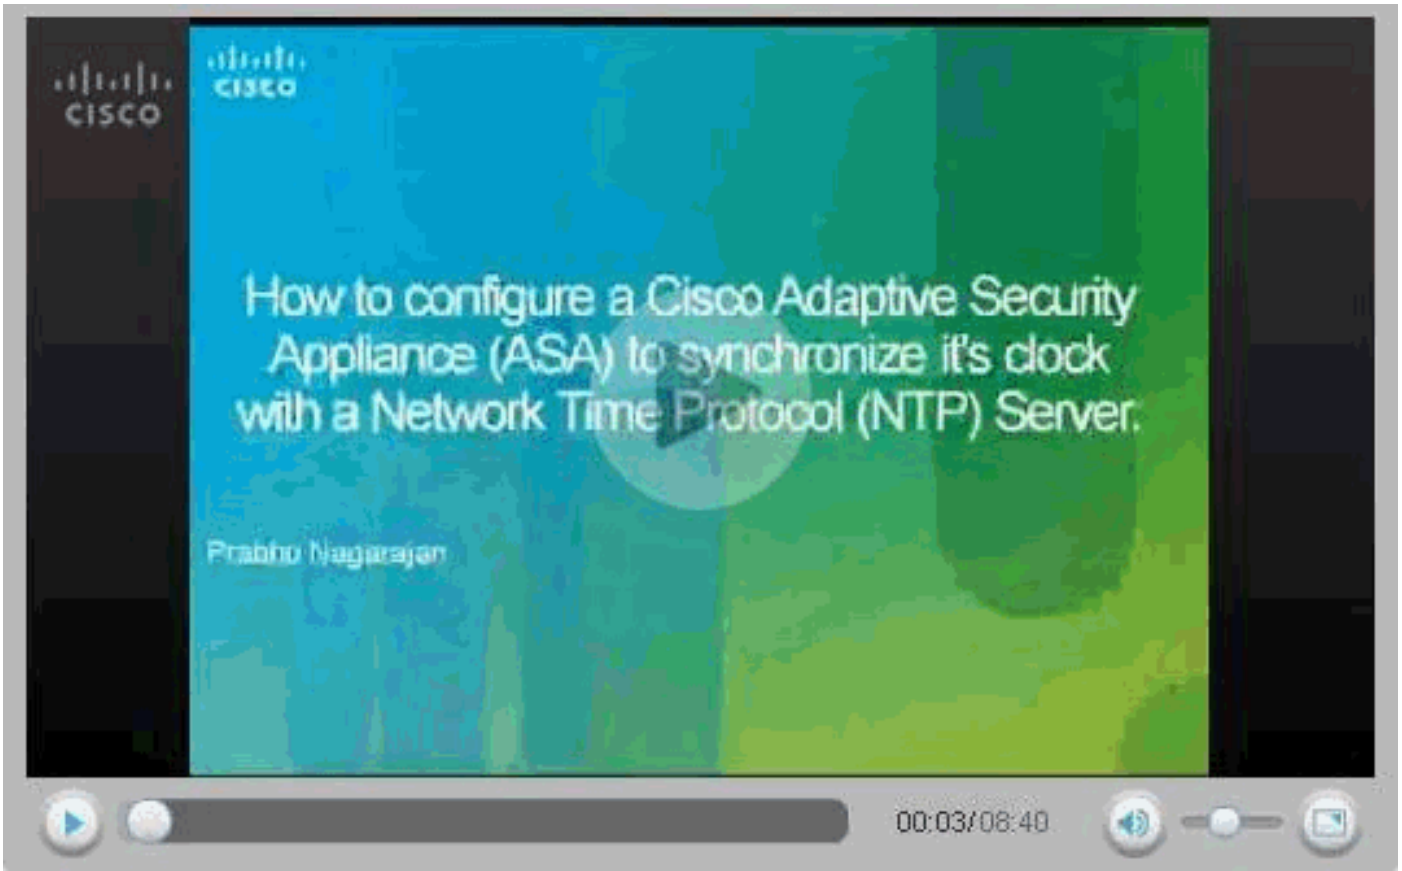 CISCO
CISCO
How to configure a Cisco Adaptive Security
Appliance (ASA) to synchronize it's clock
with a Network Time Protocol (NTP) Server.
Prabhu Nagarajan
00:03/08:40